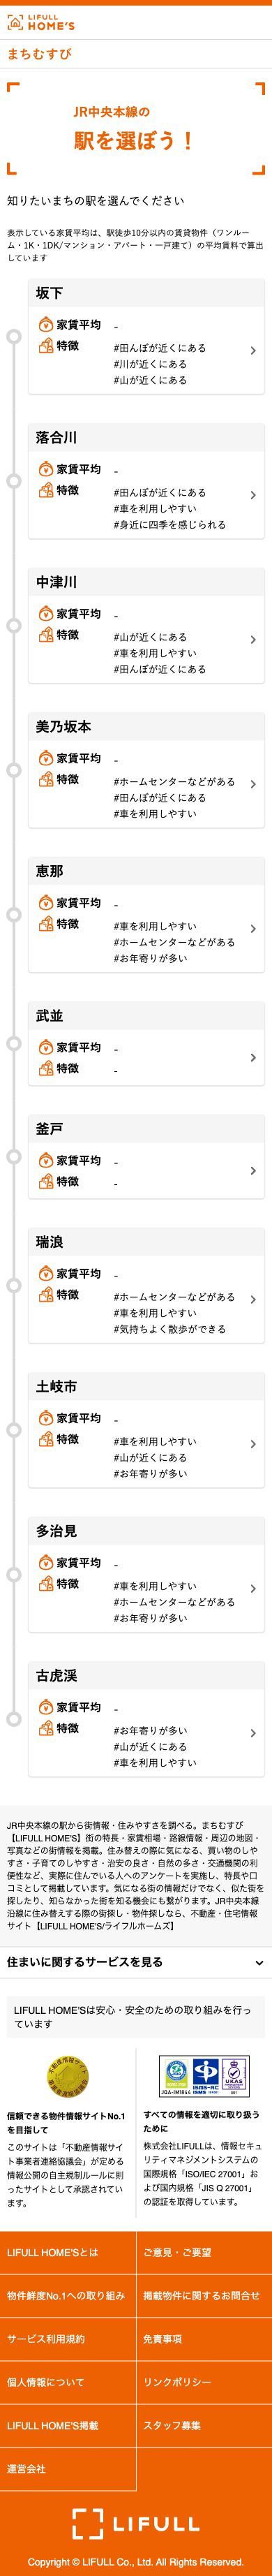 LIFULL
HOME'S
まちむすび
JR中央本線の
駅を選ぼう！
知りたいまちの駅を選んでください
表示している家賃平均は、駅徒歩10分以内の賃貸物件（ワンルー
ム・1K・1DK/マンション・アパート・一戸建て）の平均賃料で算出
しています
坂下
家賃平均 -
特徴 #田んぼが近くにある
#川が近くにある
#山が近くにある
落合川
家賃平均 -
特徴 #田んぼが近くにある
#車を利用しやすい
#身近に四季を感じられる
中津川
家賃平均 -
特徴 #山が近くにある
#車を利用しやすい
#田んぼが近くにある
美乃坂本
家賃平均 -
特徴 #ホームセンターなどがある
#田んぼが近くにある
#車を利用しやすい
恵那
家賃平均 -
特徴 #車を利用しやすい
#ホームセンターなどがある
#お年寄りが多い
武並
家賃平均 -
特徴 -
釜戸
家賃平均 -
特徴 -
瑞浪
家賃平均 -
特徴 #ホームセンターなどがある
#車を利用しやすい
#気持ちよく散歩ができる
土岐市
家賃平均 -
特徴 #車を利用しやすい
#山が近くにある
#お年寄りが多い
多治見
家賃平均 -
特徴 #車を利用しやすい
#ホームセンターなどがある
#お年寄りが多い
古虎渓
家賃平均 -
特徴 #お年寄りが多い
#山が近くにある
#車を利用しやすい
JR中央本線の駅から街情報・住みやすさを調べる。まちむすび
【LIFULL HOME'S】街の特長・家賃相場・路線情報・周辺の地図・
写真などの街情報を掲載。住み替えの際に気になる、買い物のしや
すさ・子育てのしやすさ・治安の良さ・自然の多さ・交通機関の利
便性など、実際に住んでいる人へのアンケートを実施し、特長や口
コミとして掲載しています。気になる街の情報だけでなく、似た街を
探したり、知らなかった街を知る機会にも繋がります。JR中央本線
沿線に住み替えする際の街探し・物件探しなら、不動産・住宅情報
サイト【LIFULL HOME'S/ライフルホームズ】
住まいに関するサービスを見る
LIFULL HOME'Sは安心・安全のための取り組みを行っ
ています
信頼できる物件情報サイトNo.1
を目指して
このサイトは「不動産情報サイ
ト事業者連絡協議会」が定める
情報公開の自主規制ルールに則
ったサイトとして承認されてい
ます。
すべての情報を適切に取り扱う
ために
株式会社LIFULLは、情報セキュ
リティマネジメントシステムの
国際規格「ISO/IEC 27001」お
よび国内規格「JIS Q 27001」
の認証を取得しています。
LIFULL HOME'Sとは
ご意見・ご要望
物件鮮度No.1への取り組み
掲載物件に関するお問合せ
サービス利用規約
免責事項
個人情報について
リンクポリシー
LIFULL HOME'S掲載
スタッフ募集
運営会社
LIFULL
Copyright © LIFULL Co., Ltd. All Rights Reserved.